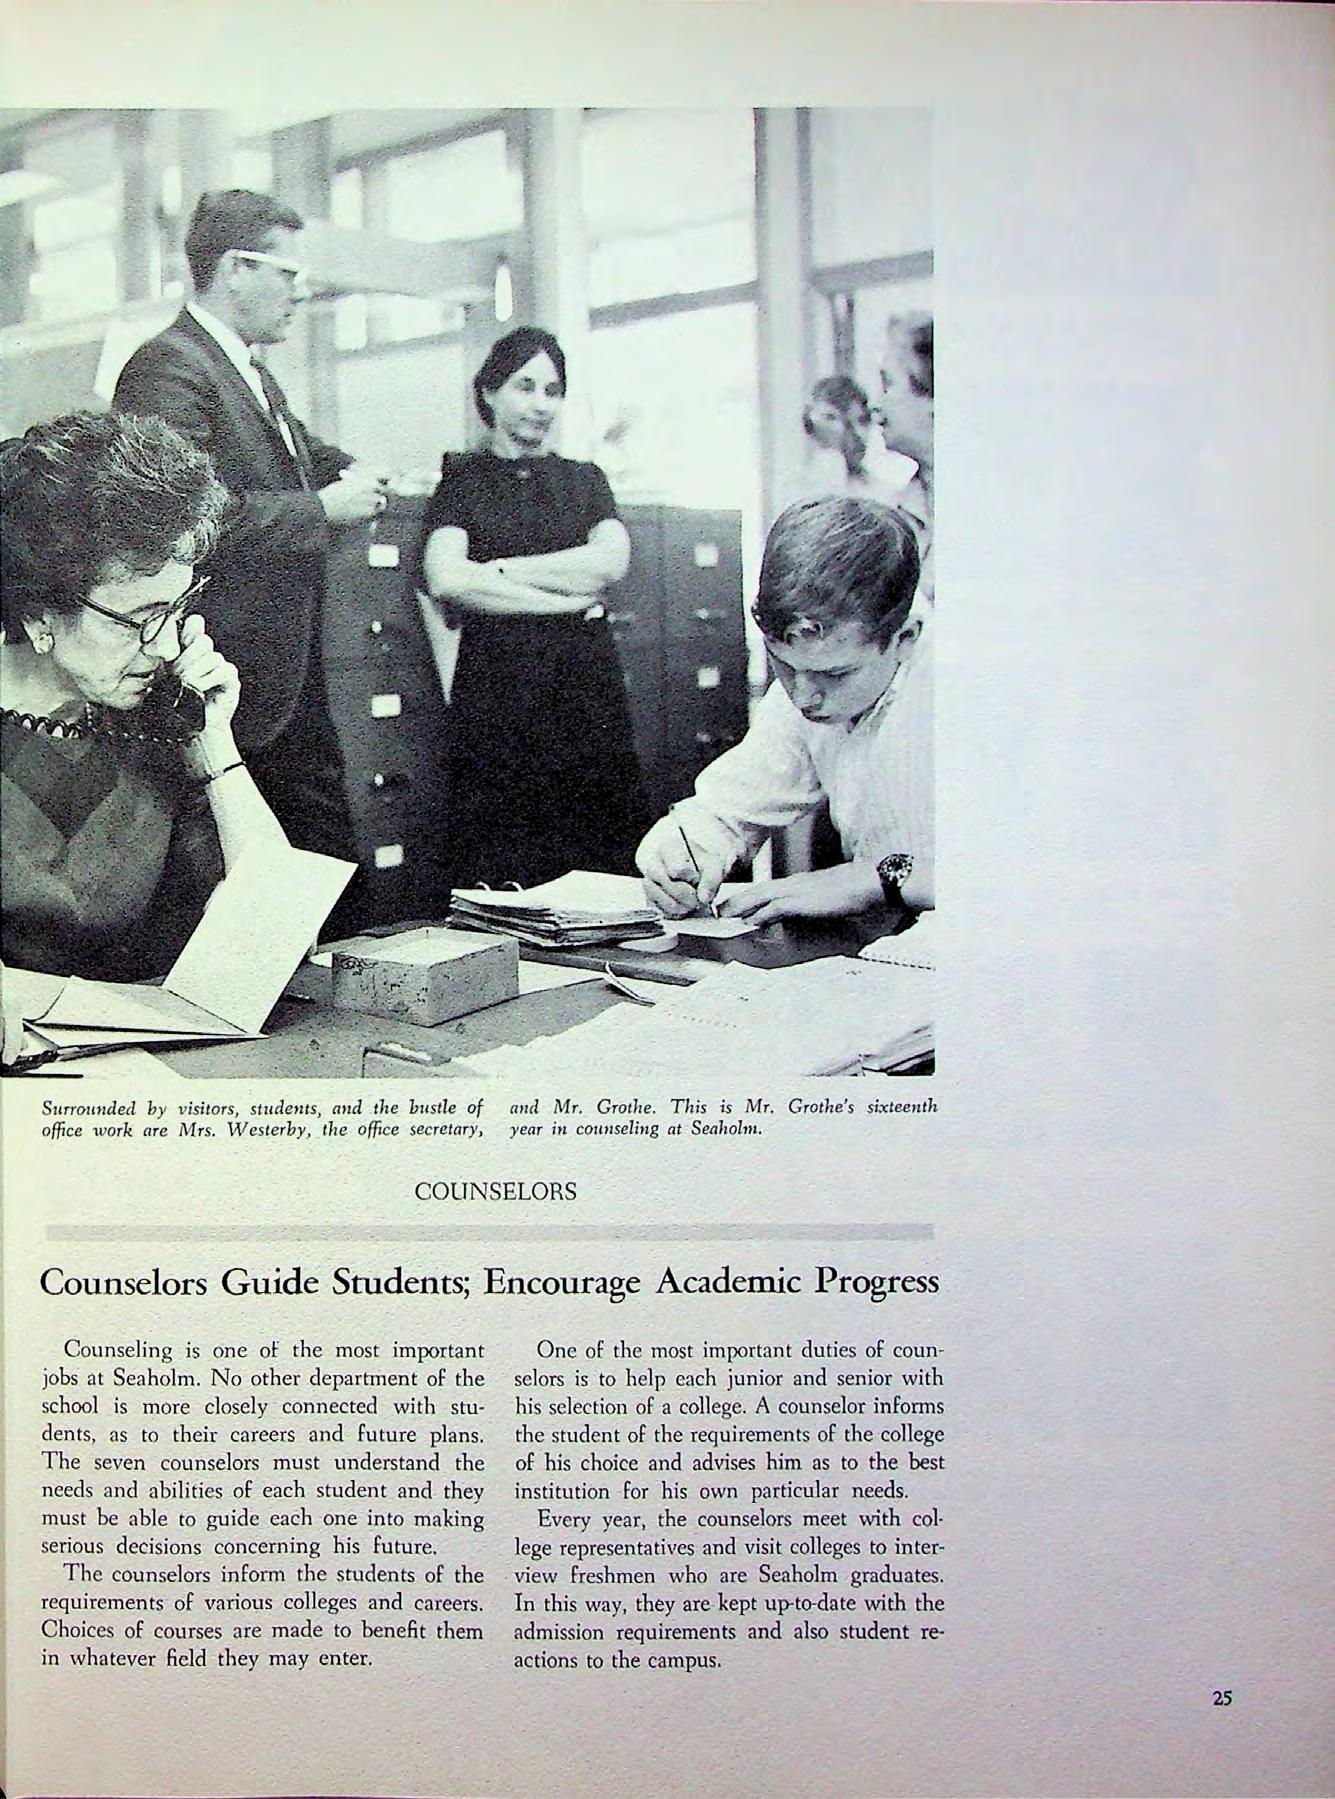 Surrounded by visitors, students, and the bustle of
office work are Mrs. Westerby, the office secretary,
and Mr. Grothe. This is Mr. Grothe's sixteenth
year in counseling at Seaholm.
COUNSELORS
Counselors Guide Students; Encourage Academic Progress
Counseling is one of the most important
jobs at Seaholm. No other department of the
school is more closely connected with stu-
dents, as to their careers and future plans.
The seven counselors must understand the
needs and abilities of each student and they
must be able to guide each one into making
serious decisions concerning his future.
The counselors inform the students of the
requirements of various colleges and careers.
Choices of courses are made to benefit them
in whatever field they may enter.
One of the most important duties of coun-
selors is to help each junior and senior with
his selection of a college. A counselor informs
the student of the requirements of the college
of his choice and advises him as to the best
institution for his own particular needs.
Every year, the counselors meet with col-
lege representatives and visit colleges to inter-
view freshmen who are Seaholm graduates.
In this way, they are kept up-to-date with the
admission requirements and also student re-
actions to the campus.
25